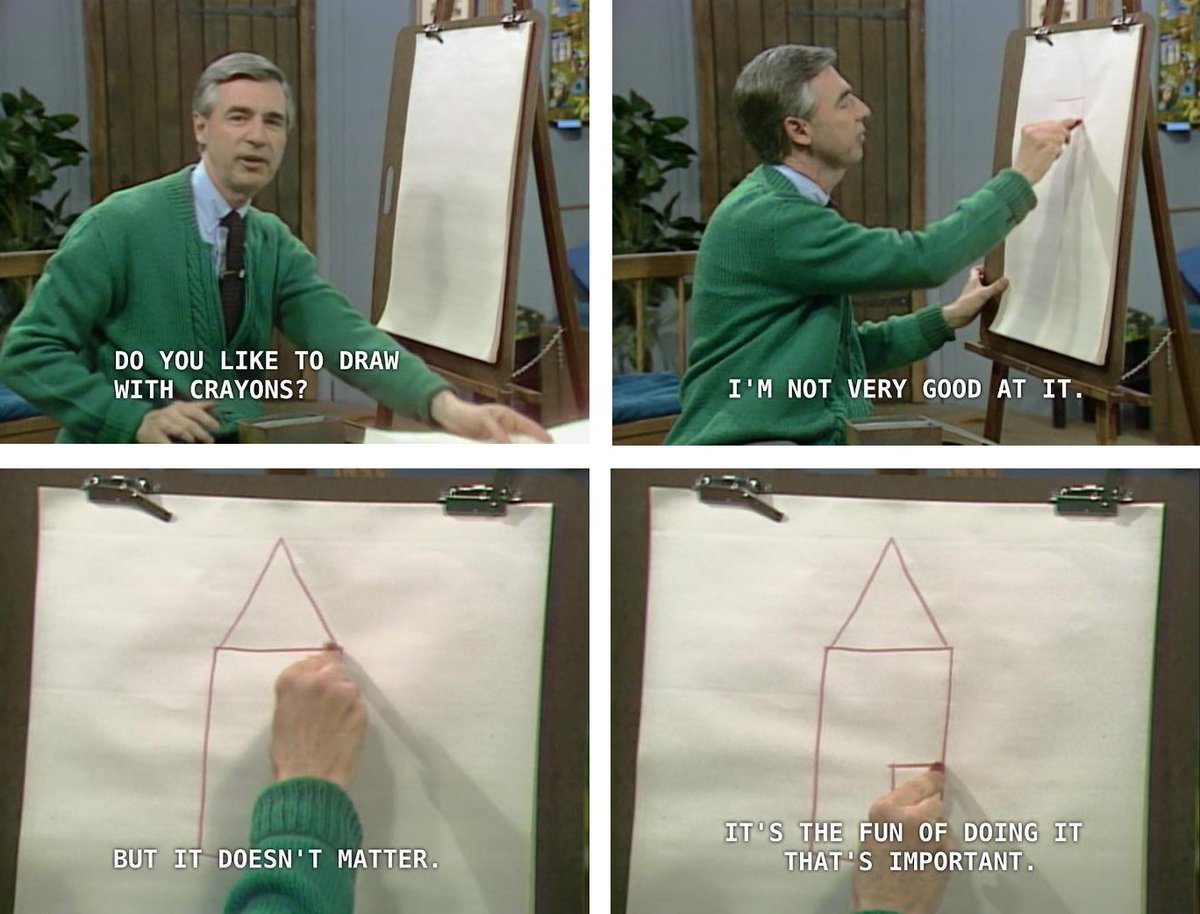 DO YOU LIKE TO DRAW
WITH CRAYONS?
I'M NOT VERY GOOD AT IT.
BUT IT DOESN'T MATTER.
IT'S THE FUN OF DOING IT
THAT'S IMPORTANT.